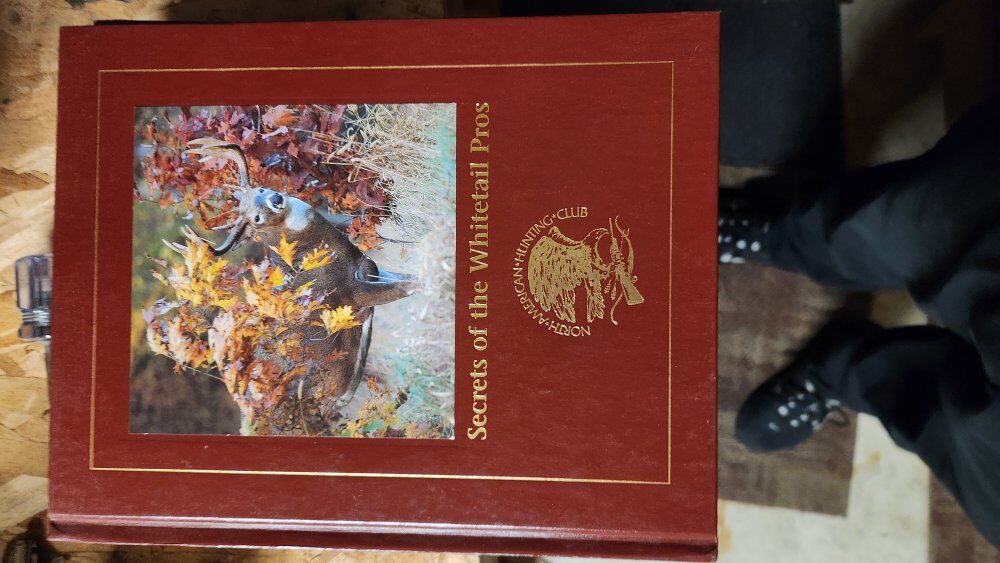 Secrets of the Whitetail Pros
NORTH•AMERICAN•HUNTING•CLUB